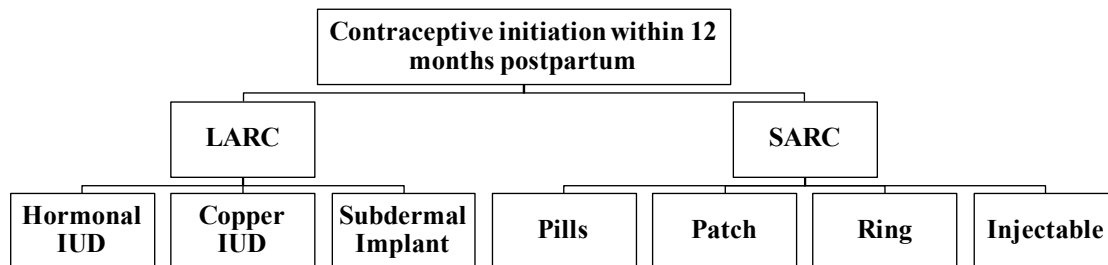 Contraceptive initiation within 12
months postpartum
LARC
SARC
Hormonal
IUD
Copper
IUD
Subdermal
Implant
Pills
Patch
Ring
Injectable